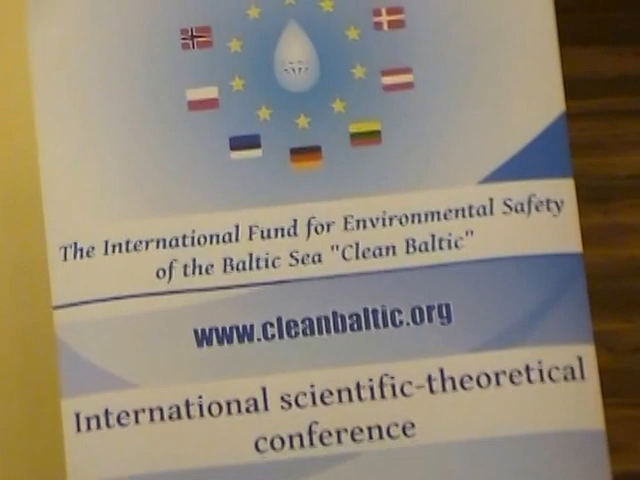 The International Fund for Environmental Safety
of the Baltic Sea "Clean Baltic"
www.cleanbaltic.org
International scientific-theoretical
conference